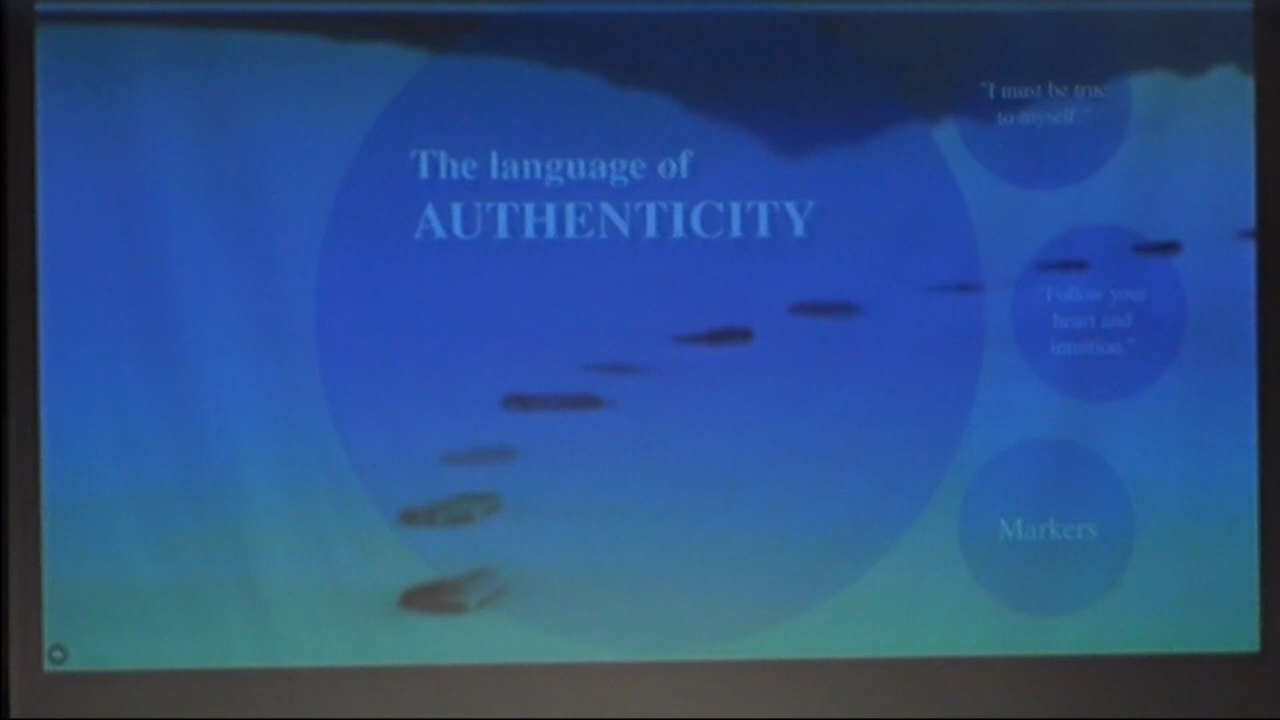 The language of
AUTHENTICITY
"I must be true
to myself."
"Follow your
heart and
intuition."
Markers